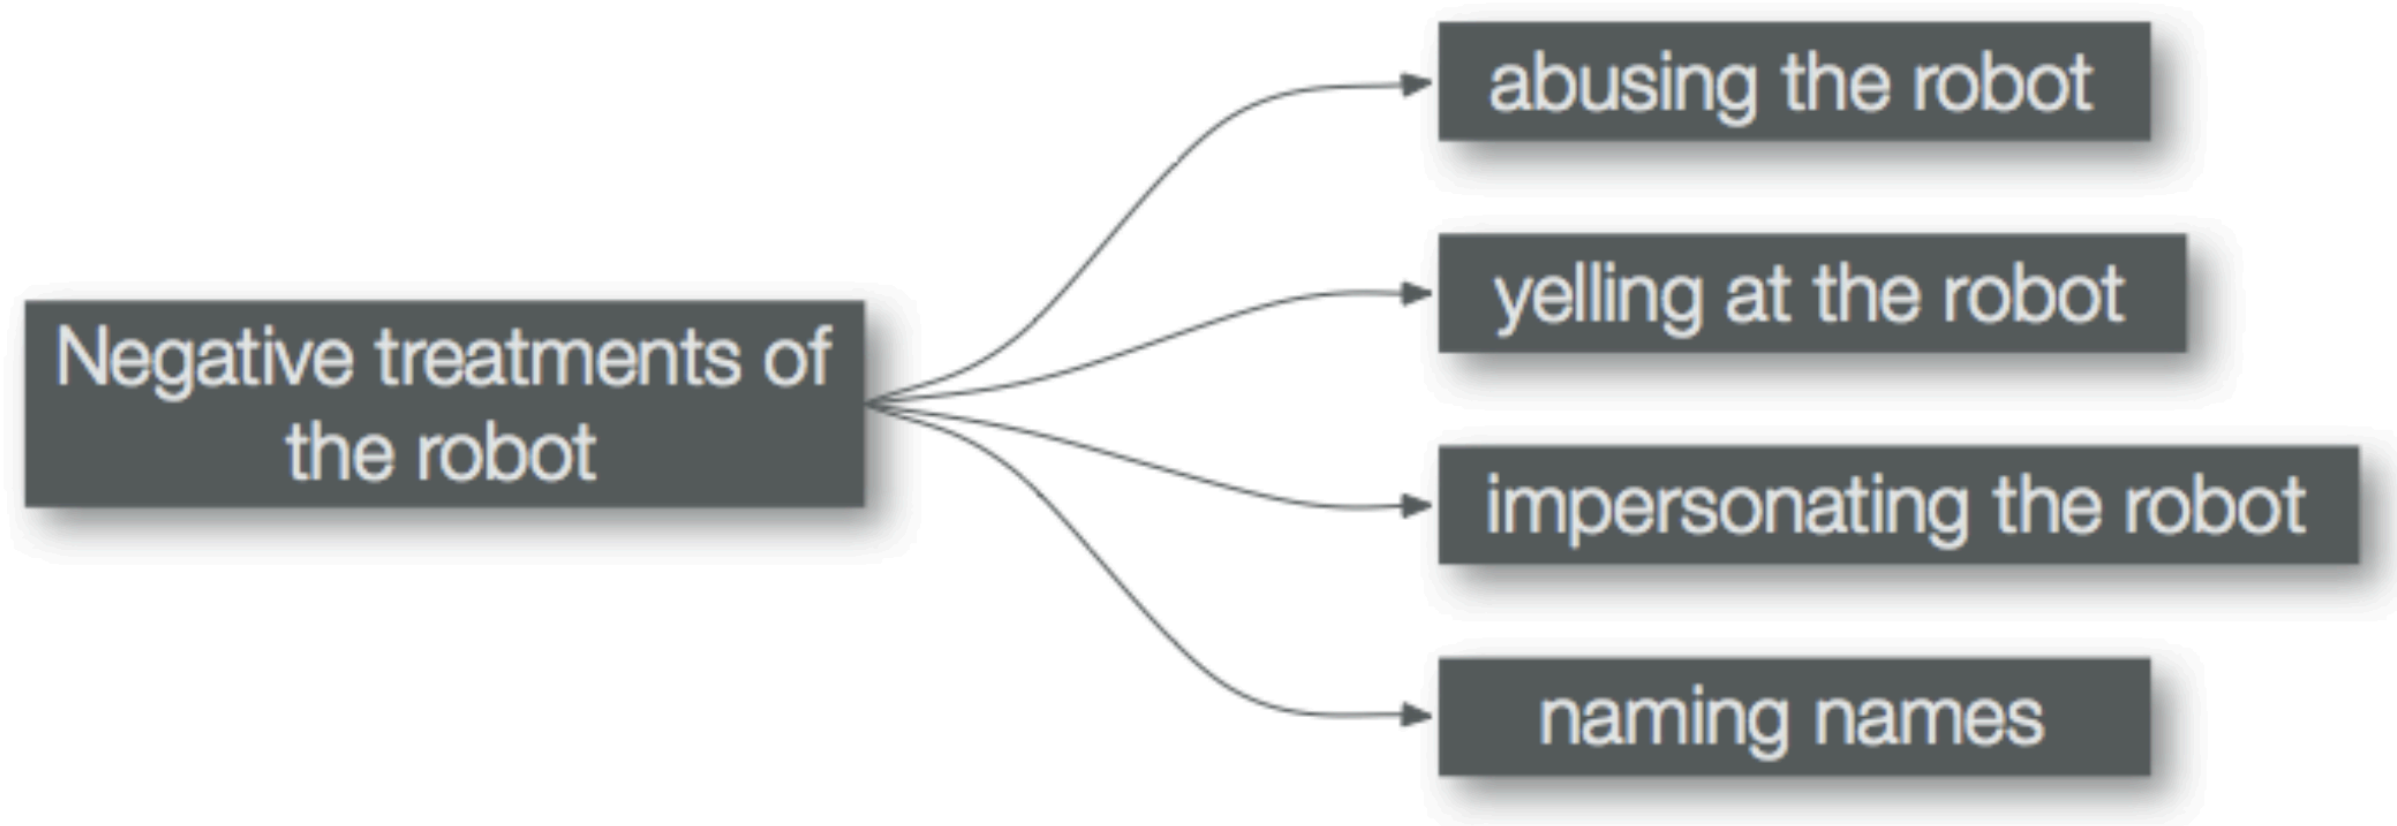 Negative treatments of
the robot
abusing the robot
yelling at the robot
impersonating the robot
naming names